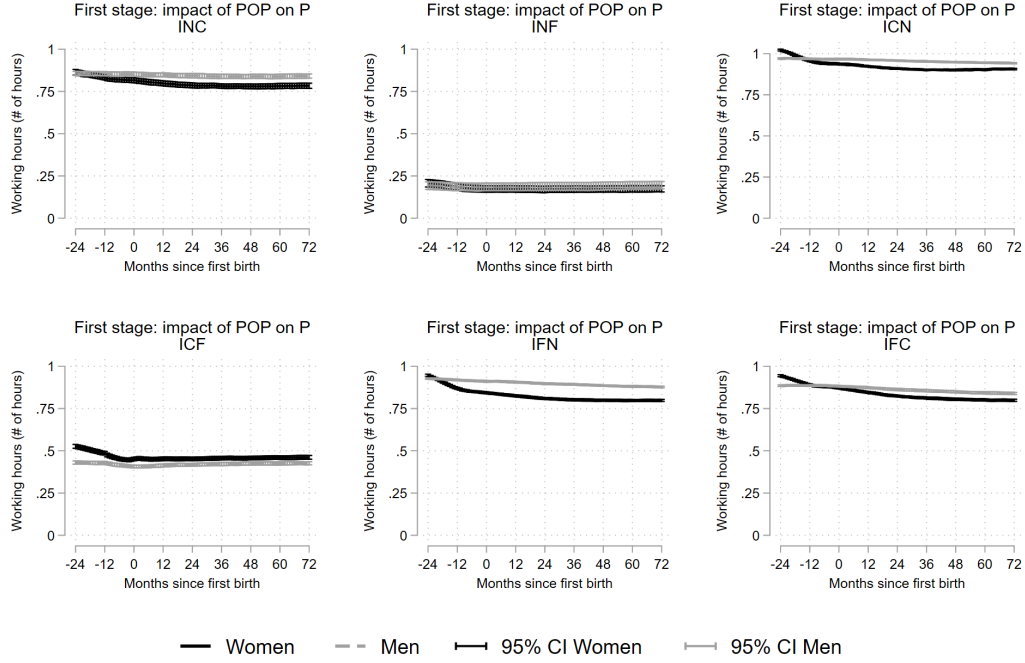 First stage: impact of POP on P
INC
Working hours (# of hours)
1
.75
.5
.25
0
-24 -12 0 12 24 36 48 60 72
Months since first birth
First stage: impact of POP on P
INF
Working hours (# of hours)
1
.75
.5
.25
0
-24 -12 0 12 24 36 48 60 72
Months since first birth
First stage: impact of POP on P
ICN
Working hours (# of hours)
1
.75
.5
.25
0
-24 -12 0 12 24 36 48 60 72
Months since first birth
First stage: impact of POP on P
ICF
Working hours (# of hours)
1
.75
.5
.25
0
-24 -12 0 12 24 36 48 60 72
Months since first birth
First stage: impact of POP on P
IFN
Working hours (# of hours)
1
.75
.5
.25
0
-24 -12 0 12 24 36 48 60 72
Months since first birth
First stage: impact of POP on P
IFC
Working hours (# of hours)
1
.75
.5
.25
0
-24 -12 0 12 24 36 48 60 72
Months since first birth
Women Men 95% CI Women 95% CI Men